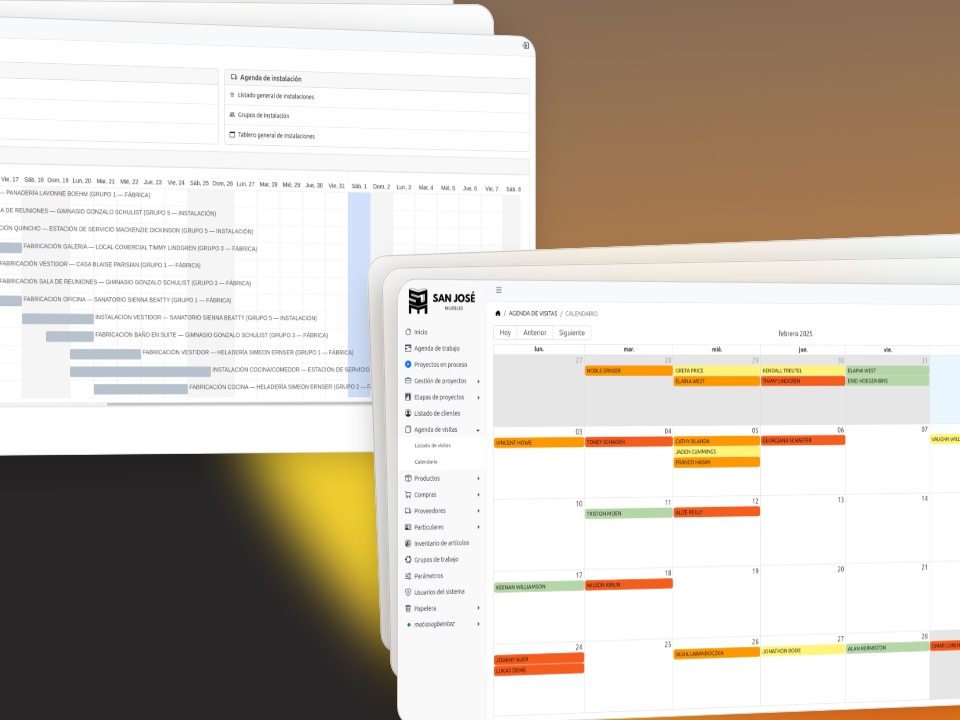 Agenda de instalación
Listado general de instalaciones
Grupos de Instalación
Tablero general de instalaciones
Vie, 17 Sáb, 18 Dom, 19 Lun, 20 Mar, 21 Mié, 22 Jue, 23 Vie, 24 Sáb, 25 Dom, 26 Lun, 27 Mar, 28 Mié, 29 Jue, 30 Vie, 31 Sáb, 1 Dom, 2 Lun, 3 Mar, 4 Mié, 5 Jue, 6 Vie, 7 Sáb, 8
— PANADERÍA LAVONNE BOEHM (GRUPO 1 — FÁBRICA)
A DE REUNIONES — GIMNASIO GONZALO SCHULIST (GRUPO 5 — INSTALACIÓN)
CIÓN QUINCHO — ESTACIÓN DE SERVICIO MACKENZIE DICKINSON (GRUPO 5 — INSTALACIÓN)
FABRICACIÓN GALERIA — LOCAL COMERCIAL TIMMY LINDGREN (GRUPO 3 — FÁBRICA)
FABRICACIÓN VESTIDOR — CASA BLAISE PARISIAN (GRUPO 1 — FÁBRICA)
FABRICACIÓN SALA DE REUNIONES — GIMNASIO GONZALO SCHULIST (GRUPO 3 — FÁBRICA)
FABRICACIÓN OFICINA — SANATORIO SIENNA BEATTY (GRUPO 1 — FÁBRICA)
INSTALACIÓN VESTIDOR — SANATORIO SIENNA BEATTY (GRUPO 5 — INSTALACIÓN)
FABRICACIÓN BAÑO EN SUITE — GIMNASIO GONZALO SCHULIST (GRUPO 3 — FÁBRICA)
FABRICACIÓN VESTIDOR — HELADERÍA SIMEON ERNSER (GRUPO 1 — FÁBRICA)
INSTALACIÓN COCINA/COMEDOR — ESTACIÓN DE SERVICIO
FABRICACIÓN COCINA — HELADERÍA SIMEON ERNSER (GRUPO 2 — F
SAN JOSÉ
MUEBLES
Inicio
Agenda de trabajo
Proyectos en proceso
Gestión de proyectos
Etapas de proyectos
Listado de clientes
Agenda de visitas
Listado de visitas
Calendario
Productos
Compras
Proveedores
Particulares
Inventario de artículos
Grupos de trabajo
Parámetros
Usuarios del sistema
Papelera
matiasgbenitez
/ AGENDA DE VISITAS / CALENDARIO
Hoy Anterior Siguiente
febrero 2025
lun. mar. mié. jue. vie.
27 28 29 30 31
NOBLE ERNSER GRETA PRICE KENDALL TREUTEL ELAINA WEST
ELAINA WEST TIMMY LINDGREN ENID HOEGER-BINS
03 04 05 06 07
VINCENT HOWE TONEY SCHADEN CATHY BLANDA GEORGIANA SCHAEFER VAUGHN WILL
JADEN CUMMINGS
FRANCO HASAN
10 11 12 13 14
TRISTON MOEN ALLIE REILLY
17 18 19 20 21
KEENAN WILLIAMSON WILSON KIRLIN
24 25 26 27 28
JOVANY AUER SILVIA LABANDOCZKA JONATHON BODE ALAN HERMISTON OMAR LOREN
LUKAS ZIEME